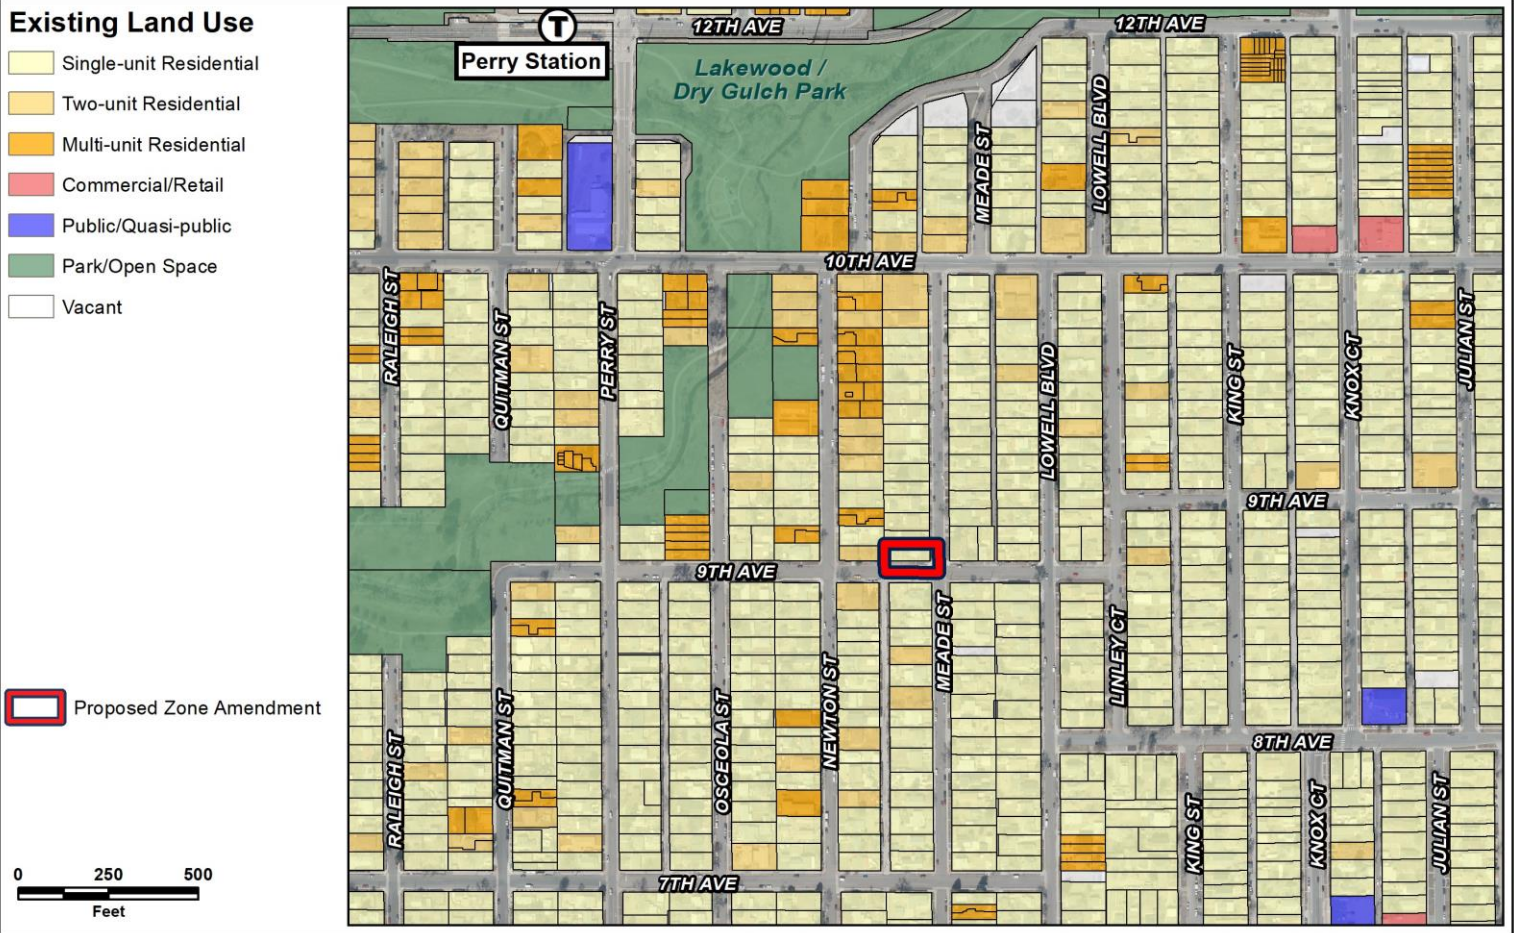 Existing Land Use
Single-unit Residential
Two-unit Residential
Multi-unit Residential
Commercial/Retail
Public/Quasi-public
Park/Open Space
Vacant
Proposed Zone Amendment
0 250 500
Feet
T
Perry Station
12TH AVE
12TH AVE
Lakewood /
Dry Gulch Park
MEADE ST
LOWELL BLVD
10TH AVE
RALEIGH ST
QUITMAN ST
PERRY ST
LOWELL BLVD
KING ST
KNOX CT
JULIAN ST
9TH AVE
9TH AVE
MEADE ST
LINLEY CT
QUITMAN ST
OSCEOLA ST
NEWTON ST
RALEIGH ST
8TH AVE
KING ST
KNOX CT
JULIAN ST
7TH AVE